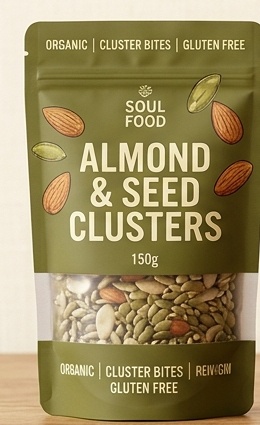 ORGANIC | CLUSTER BITES | GLUTEN FREE
SOUL
FOOD
ALMOND
& SEED
CLUSTERS
150g
ORGANIC | CLUSTER BITES |
GLUTEN FREE